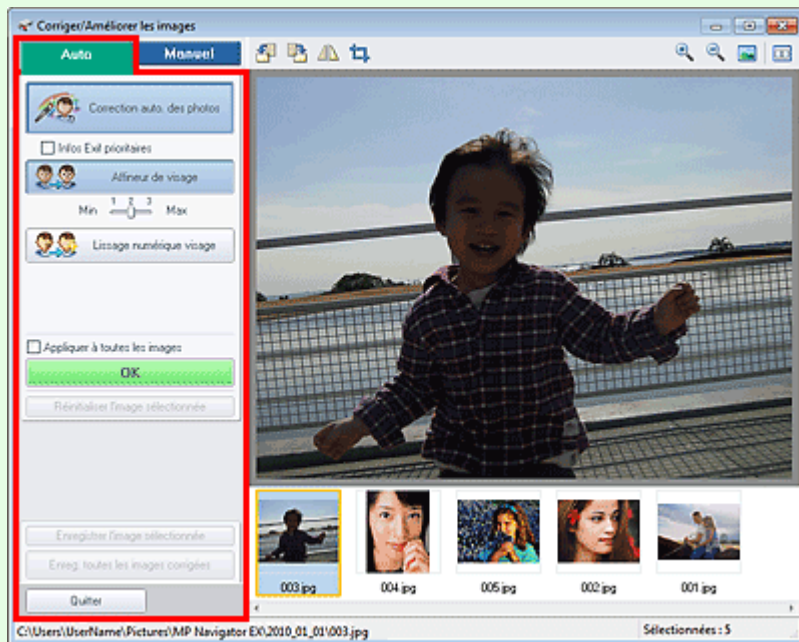 Corriger/Améliorer les images
Auto
Manuel
Correction auto. des photos
Infos Exif prioritaires
Affineur de visage
1 2 3
Min Max
Lissage numérique visage
Appliquer à toutes les images
OK
Réinitialiser l'image sélectionnée
Enregistrer l'image sélectionnée
Enreg. toutes les images corrigées
Quitter
003.jpg
004.jpg
005.jpg
002.jpg
001.jpg
C:\Users\UserName\Pictures\MP Navigator EX\2010_01_01\003.jpg
Sélectionnées : 5